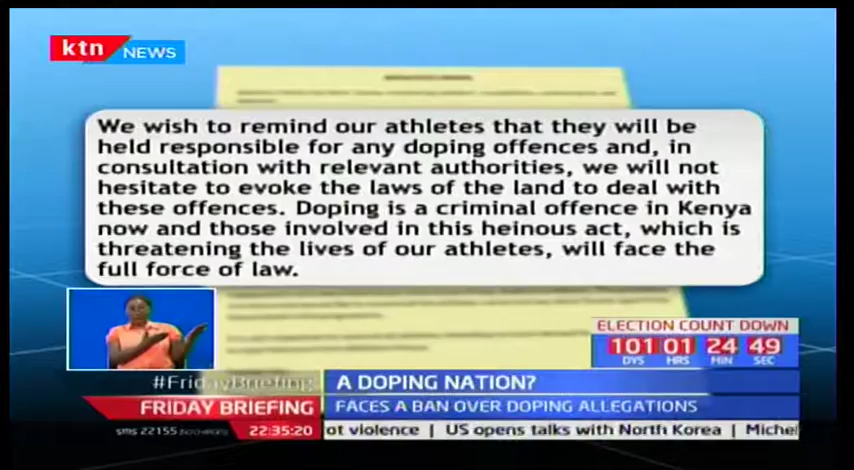 ktn NEWS
We wish to remind our athletes that they will be
held responsible for any doping offences and, in
consultation with relevant authorities, we will not
hesitate to evoke the laws of the land to deal with
these offences. Doping is a criminal offence in Kenya
now and those involved in this heinous act, which is
threatening the lives of our athletes, will face the
full force of law.
ELECTION COUNT DOWN
101 01 24 49
DYS HRS MIN SEC
#FridayBriefing A DOPING NATION?
FRIDAY BRIEFING FACES A BAN OVER DOPING ALLEGATIONS
sms 22155 22:35:20 ot violence | US opens talks with North Korea | Michel